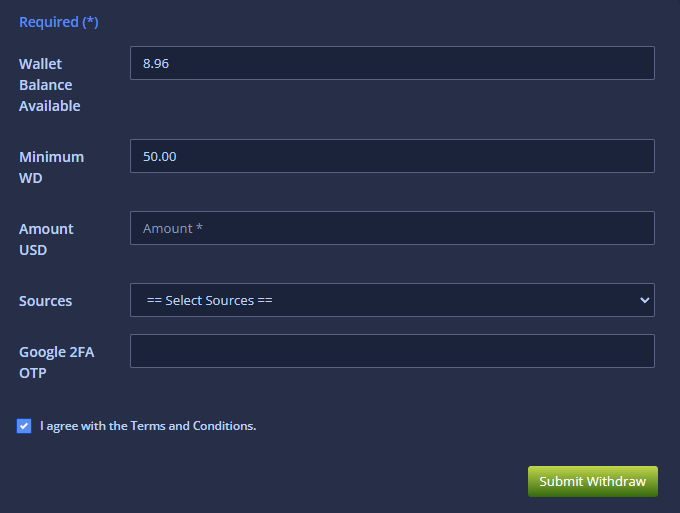 Required (*)
Wallet
Balance
Available
8.96
Minimum
WD
50.00
Amount
USD
Amount *
Sources
== Select Sources ==
Google 2FA
OTP
I agree with the Terms and Conditions.
Submit Withdraw